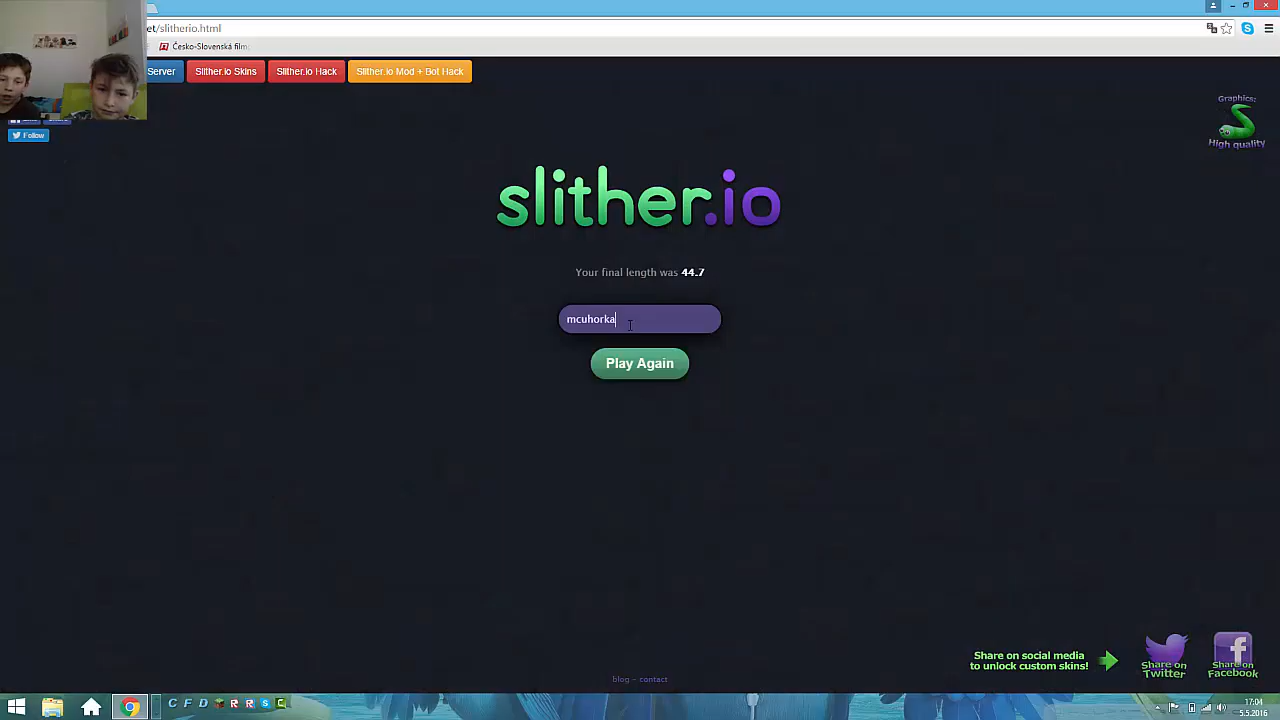 et/slitherio.html
Česko-Slovenská film
Server
Slither.io Skins
Slither.io Hack
Slither.io Mod + Bot Hack
Follow
Graphics:
High quality
slither.io
Your final length was 44.7
mcuhorka
Play Again
Share on social media
to unlock custom skins!
Share on
Twitter
Share on
Facebook
blog – contact
C F D R R S C
17:04
5.5.2016